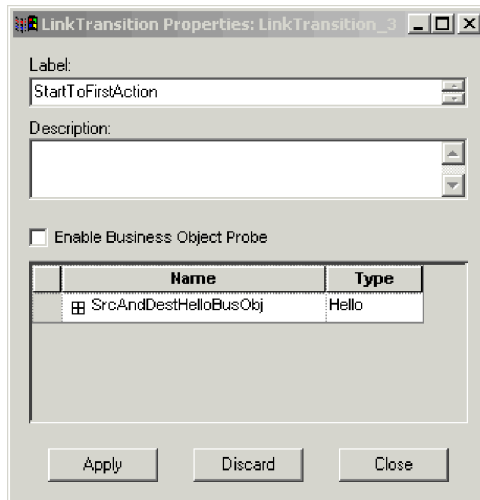 LinkTransition Properties: LinkTransition_3
Label:
StartToFirstAction
Description:
Enable Business Object Probe
Name Type
SrcAndDestHelloBusObj Hello
Apply Discard Close